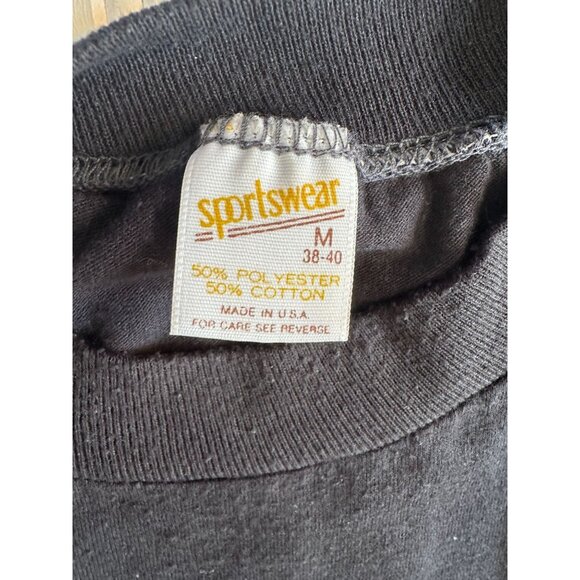 sportswear
M
38-40
50% POLYESTER
50% COTTON
MADE IN U.S.A.
FOR CARE SEE REVERSE